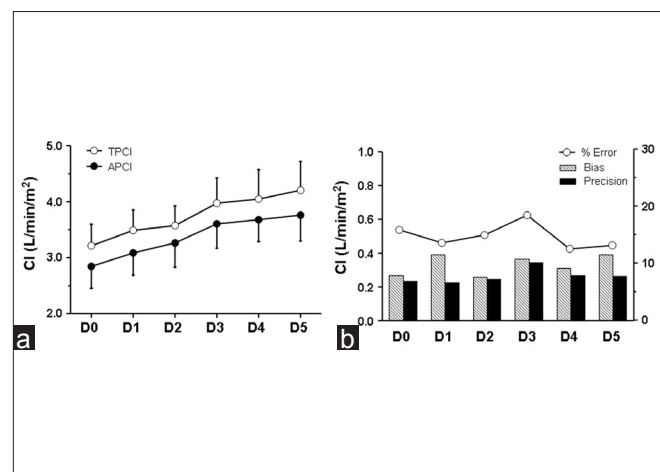 TPCI
APCI
CI (L/min/m²)
5.0
4.0
3.0
2.0
D0 D1 D2 D3 D4 D5
a
% Error
Bias
Precision
CI (L/min/m²)
1.0
0.8
0.6
0.4
0.2
0.0
30
20
10
0
D0 D1 D2 D3 D4 D5
b